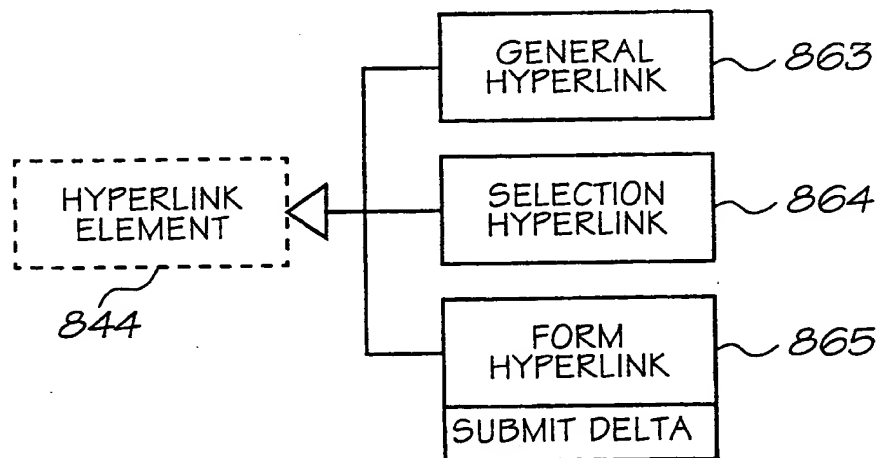 GENERAL
HYPERLINK
863
HYPERLINK
ELEMENT
844
SELECTION
HYPERLINK
864
FORM
HYPERLINK
865
SUBMIT DELTA